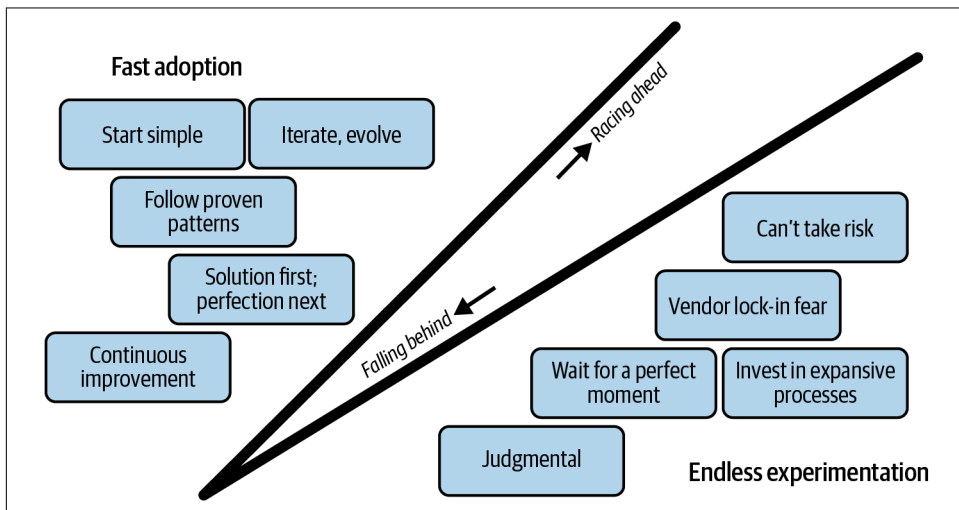 Fast adoption
Start simple
Iterate, evolve
Follow proven
patterns
Solution first;
perfection next
Continuous
improvement
Racing ahead
Falling behind
Can't take risk
Vendor lock-in fear
Wait for a perfect
moment
Invest in expansive
processes
Judgmental
Endless experimentation